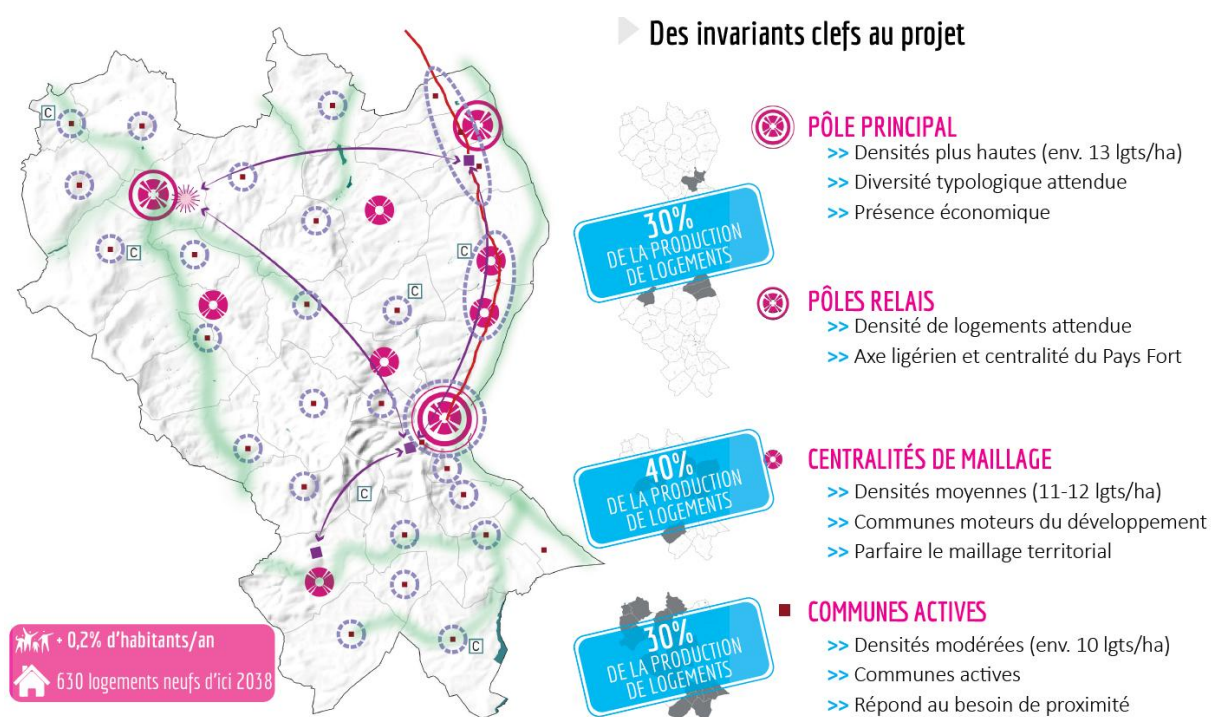 Des invariants clefs au projet
PÔLE PRINCIPAL
>> Densités plus hautes (env. 13 lgts/ha)
>> Diversité typologique attendue
>> Présence économique
30%
DE LA PRODUCTION
DE LOGEMENTS
PÔLES RELAIS
>> Densité de logements attendue
>> Axe ligérien et centralité du Pays Fort
40%
DE LA PRODUCTION
DE LOGEMENTS
CENTRALITÉS DE MAILLAGE
>> Densités moyennes (11-12 lgts/ha)
>> Communes moteurs du développement
>> Parfaire le maillage territorial
30%
DE LA PRODUCTION
DE LOGEMENTS
COMMUNES ACTIVES
>> Densités modérées (env. 10 lgts/ha)
>> Communes actives
>> Répond au besoin de proximité
C
C
C
C
C
C
+ 0,2% d'habitants/an
630 logements neufs d'ici 2038